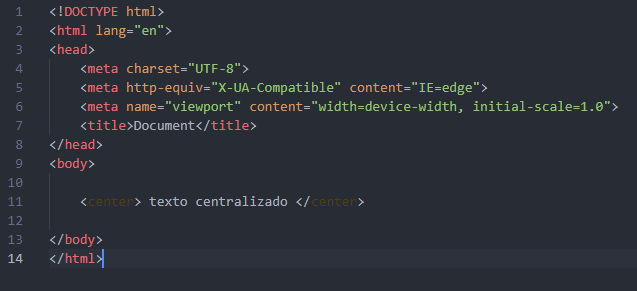 1 <!DOCTYPE html>
2 <html lang="en">
3 <head>
4 <meta charset="UTF-8">
5 <meta http-equiv="X-UA-Compatible" content="IE=edge">
6 <meta name="viewport" content="width=device-width, initial-scale=1.0">
7 <title>Document</title>
8 </head>
9 <body>
10
11 <center> texto centralizado </center>
12
13 </body>
14 </html>